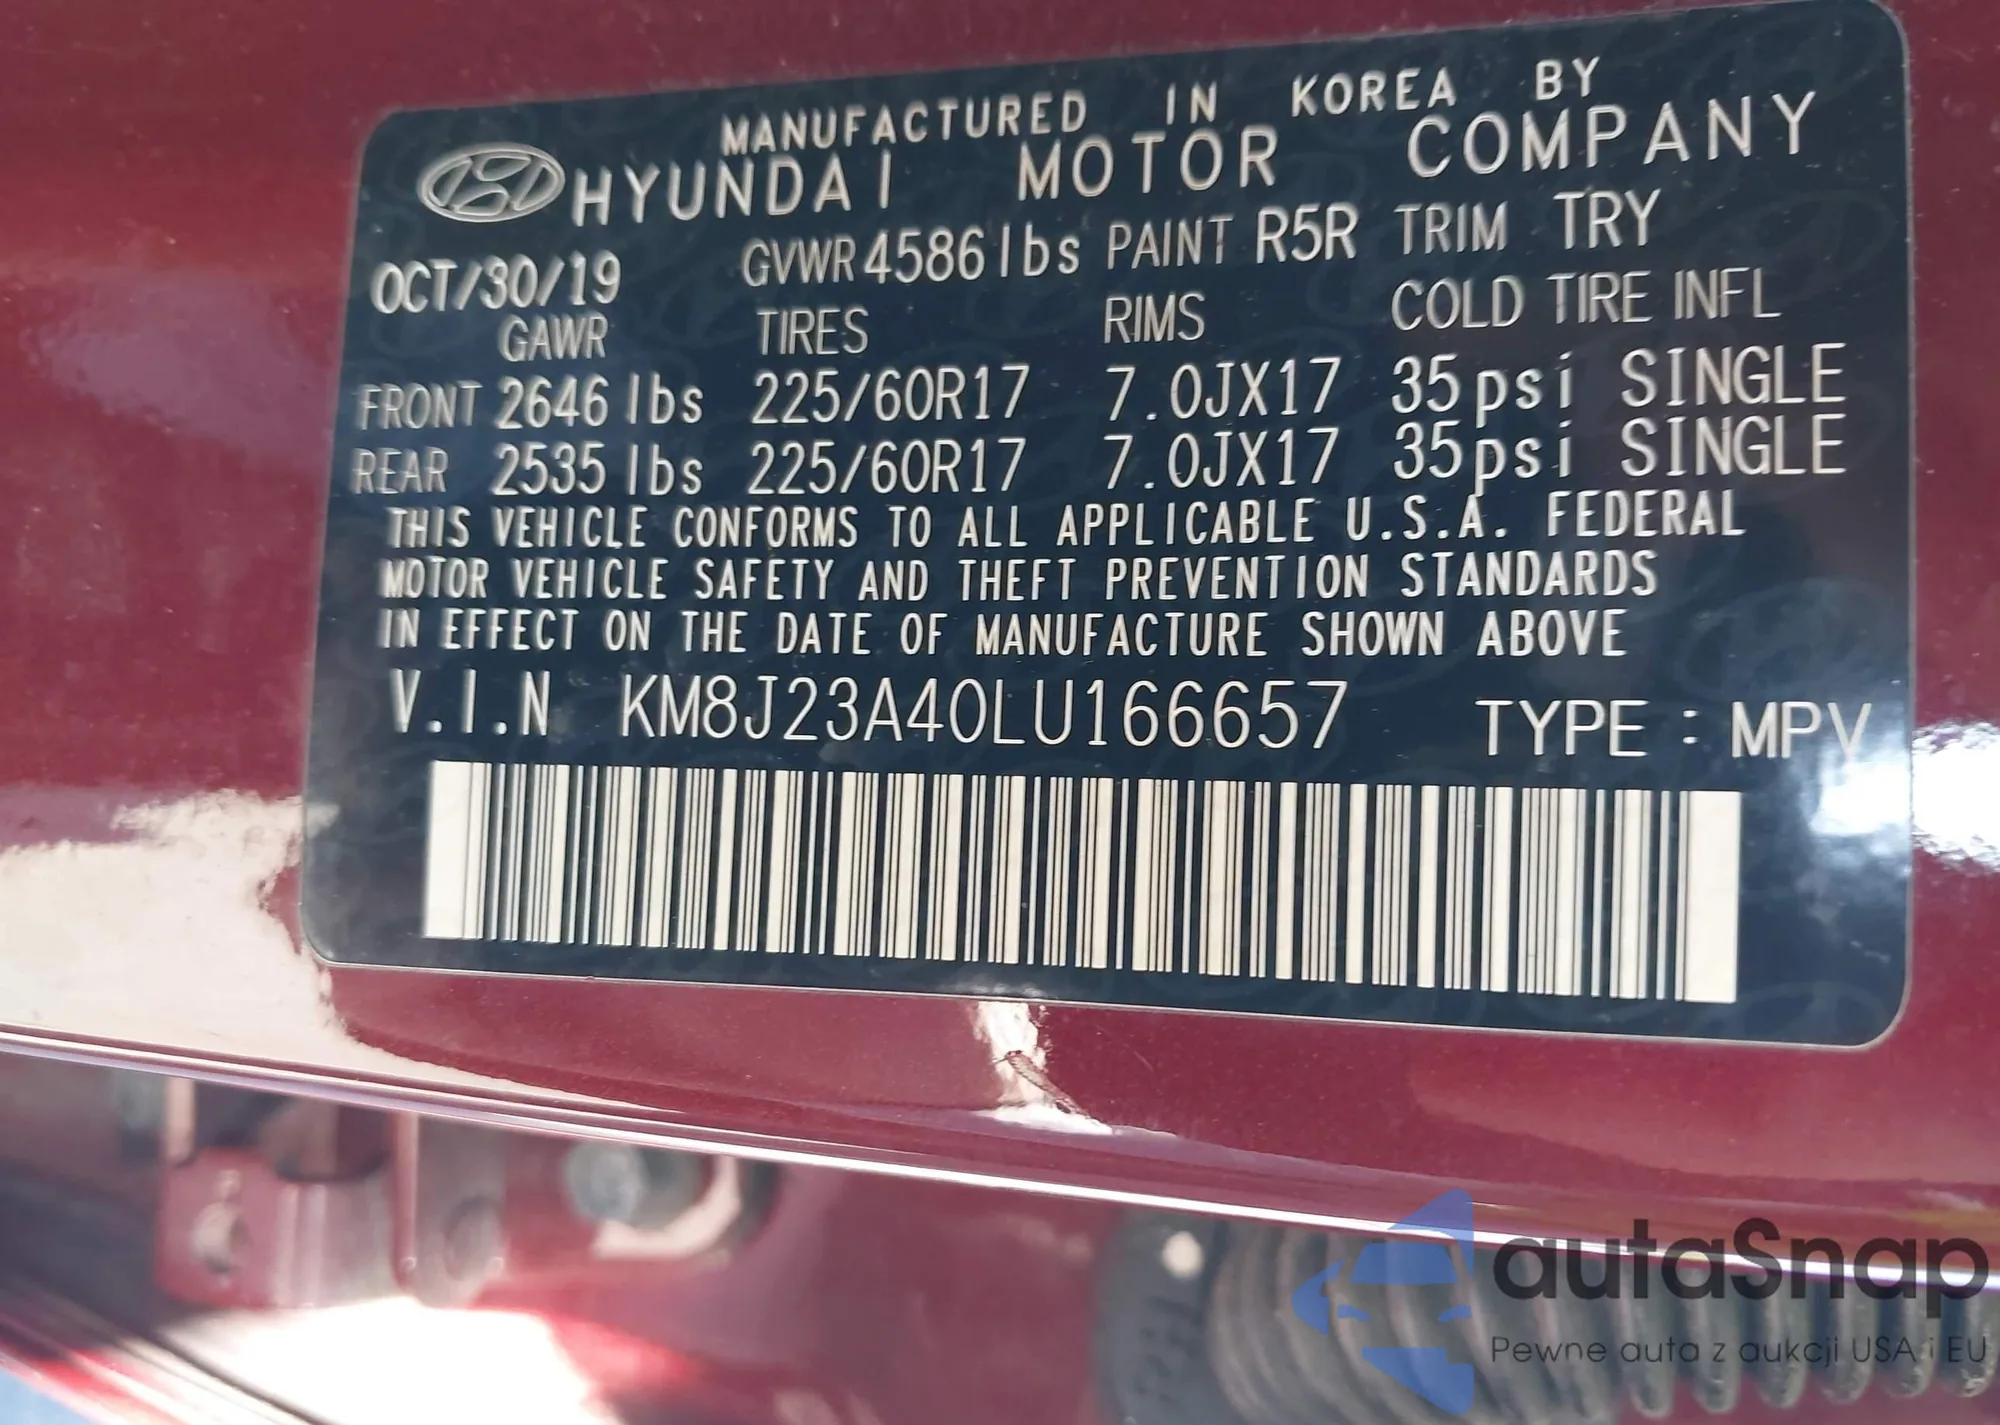 MANUFACTURED IN KOREA BY
HYUNDAI MOTOR COMPANY
OCT/30/19 GVWR 4586 lbs PAINT R5R TRIM TRY
GAWR TIRES RIMS COLD TIRE INFL
FRONT 2646 lbs 225/60R17 7.0JX17 35psi SINGLE
REAR 2535 lbs 225/60R17 7.0JX17 35psi SINGLE
THIS VEHICLE CONFORMS TO ALL APPLICABLE U.S.A. FEDERAL
MOTOR VEHICLE SAFETY AND THEFT PREVENTION STANDARDS
IN EFFECT ON THE DATE OF MANUFACTURE SHOWN ABOVE
V.I.N KM8J23A40LU166657 TYPE : MPV
autaSnap
Pewne auta z aukcji USA i EU